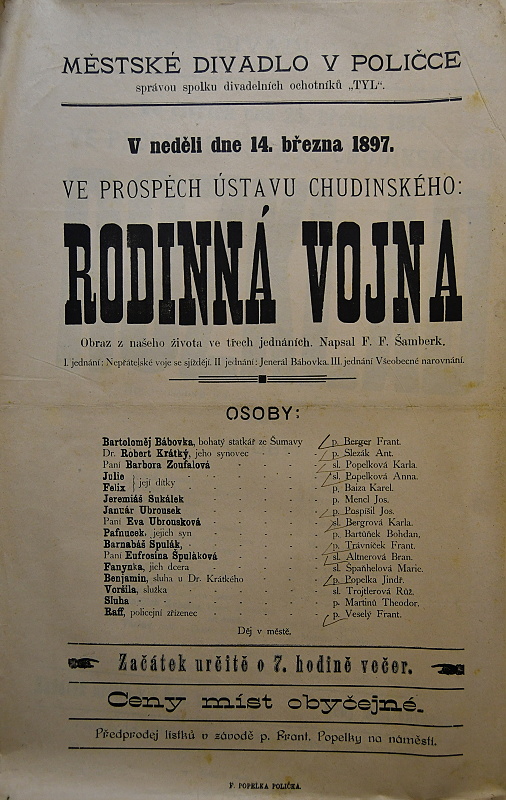 MĚSTSKÉ DIVADLO V POLIČCE
správou spolku divadelních ochotníků „TYL“.
V neděli dne 14. března 1897.
VE PROSPĚCH ÚSTAVU CHUDINSKÉHO:
RODINNÁ VOJNA
Obraz z našeho života ve třech jednáních. Napsal F. F. Šamberk.
I. jednání: Nepřátelské voje se sjíždějí. II jednání: Jenerál Bábovka. III. jednání Všeobecné narovnání.
OSOBY:
Bartoloměj Bábovka, bohatý statkář ze Šumavy - p. Berger Frant.
Dr. Robert Krátký, jeho synovec - - - - p. Slezák Ant.
Paní Barbora Zoufalová - - - - sl. Popelková Karla.
Julie } její dítky - - - - sl. Popelková Anna.
Felix - - - - p. Baiza Karel.
Jeremiáš Sukálek - - - - p. Mencl Jos.
Január Ubrousek - - - - p. Pospíšil Jos.
Paní Eva Ubrousková - - - - sl. Bergrová Karla.
Pafnucek, jejich syn - - - - p. Bartůněk Bohdan,
Barnabáš Špulák, - - - - p. Trávníček Frant.
Paní Eufrosina Špuláková - - - - sl. Altnerová Bran.
Fanynka, jich dcera - - - - sl. Španhelová Marie.
Benjamin, sluha u Dr. Krátkého - - - - p. Popelka Jindř.
Voršila, služka - - - - sl. Trojtlerová Růž.
Sluha - - - - p. Martinů Theodor.
Raff, policejní zřízenec - - - - p. Veselý Frant.
Děj v městě.
Začátek určitě o 7. hodině večer.
Ceny míst obyčejné.
Předprodej lístků v závodě p. Frant. Popelky na náměstí.
F. POPELKA POLIČKA.